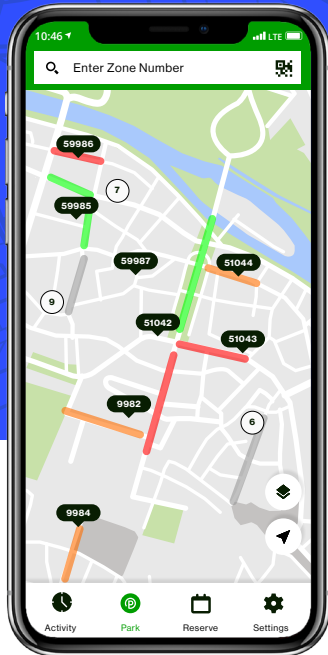 10:46
LTE
Enter Zone Number
59986
7
59985
59987
51044
9
51042
51043
9982
6
9984
P
Activity
Park
Reserve
Settings